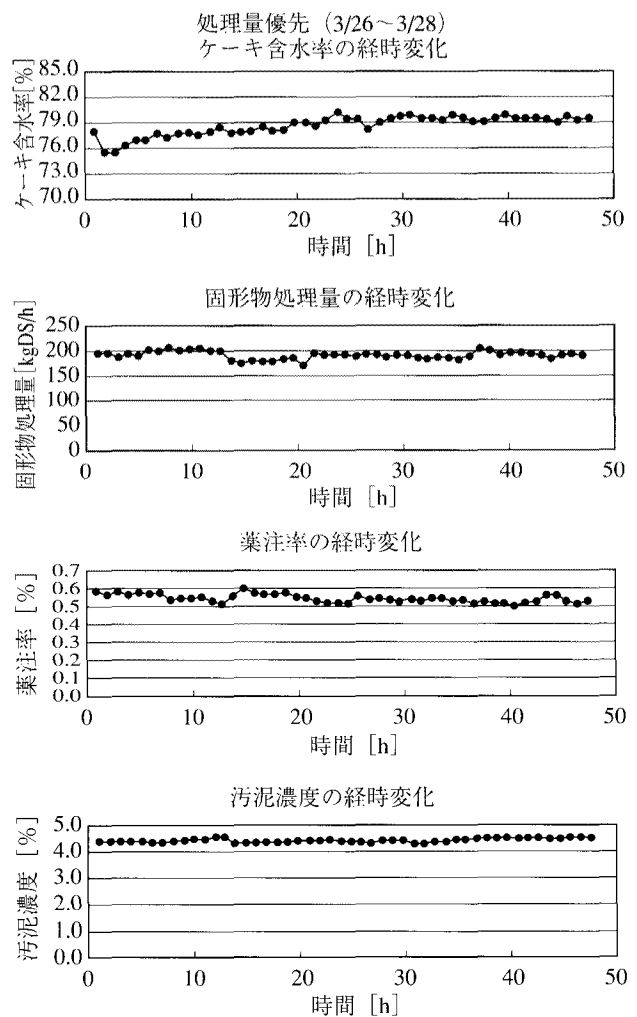 処理量優先 (3/26～3/28)
ケーキ含水率の経時変化
ケーキ含水率[%]
85.0
82.0
79.0
76.0
73.0
70.0
0 10 20 30 40 50
時間 [h]
固形物処理量の経時変化
固形物処理量[kgDS/h]
250
200
150
100
50
0
0 10 20 30 40 50
時間 [h]
薬注率の経時変化
薬注率 [%]
0.7
0.6
0.5
0.4
0.3
0.2
0.1
0.0
0 10 20 30 40 50
時間 [h]
汚泥濃度の経時変化
汚泥濃度 [%]
5.0
4.0
3.0
2.0
1.0
0.0
0 10 20 30 40 50
時間 [h]